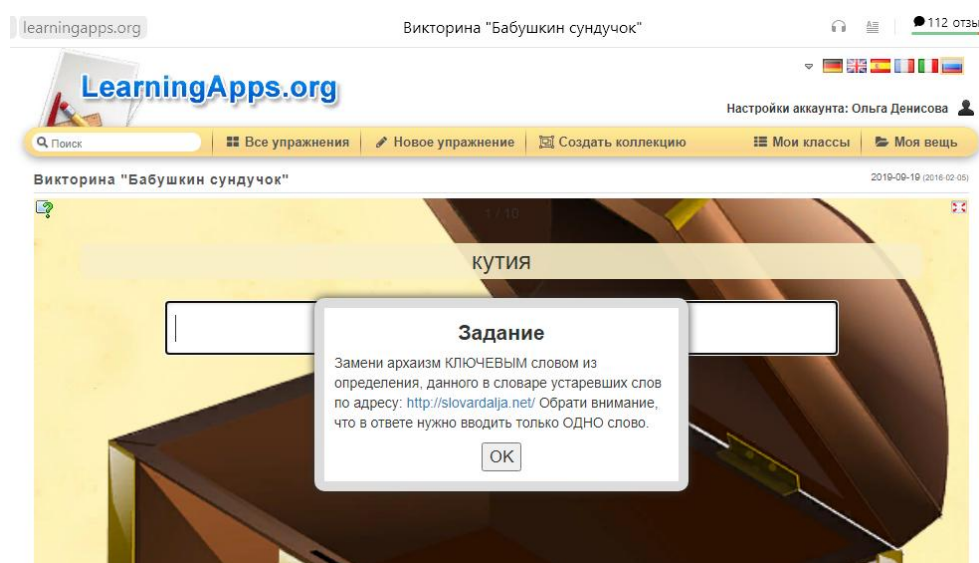 learningapps.org Викторина "Бабушкин сундучок" 112 отзы
LearningApps.org
Настройки аккаунта: Ольга Денисова
Поиск Все упражнения Новое упражнение Создать коллекцию Мои классы Моя вещь
Викторина "Бабушкин сундучок" 2019-09-19 (2016-02-05)
1 / 10
кутия
Задание
Замени архаизм КЛЮЧЕВЫМ словом из
определения, данного в словаре устаревших слов
по адресу: http://slovardalja.net/ Обрати внимание,
что в ответе нужно вводить только ОДНО слово.
OK